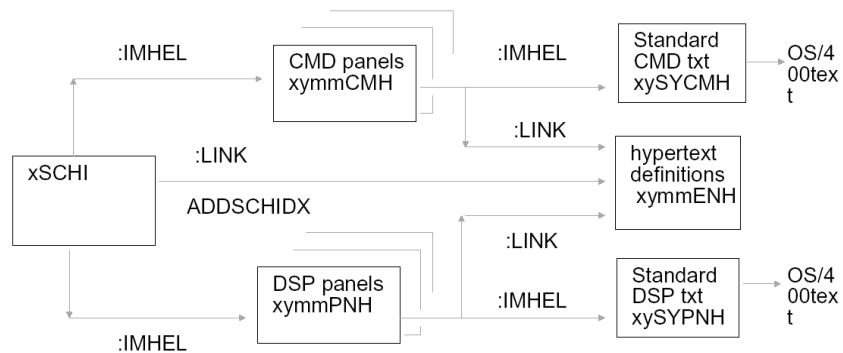 :IMHEL
CMD panels
xymmCMH
:IMHEL
Standard
CMD txt
xySYCMH
OS/4
00tex
t
:LINK
xSCHI
:LINK
ADDSCHIDX
hypertext
definitions
xymmENH
:LINK
DSP panels
xymmPNH
:IMHEL
Standard
DSP txt
xySYPNH
OS/4
00tex
t
:IMHEL